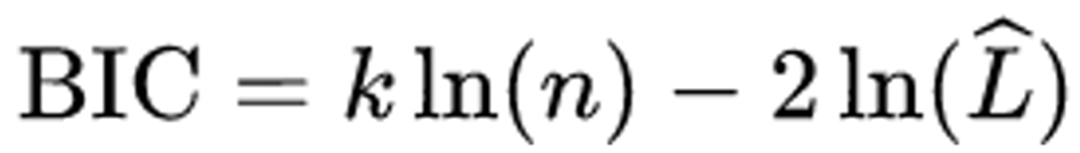 BIC = k ln(n) − 2 ln(L̂)